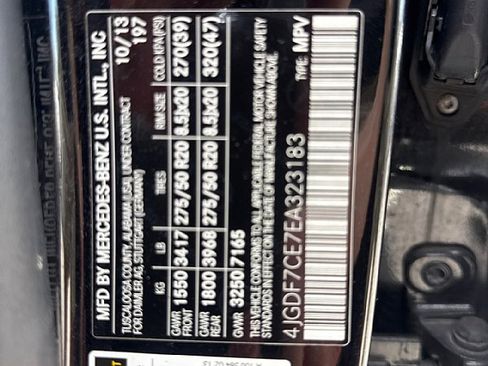 MFD BY MERCEDES-BENZ U.S. INTL., INC
TUSCALOOSA COUNTY, ALABAMA,USA UNDER CONTRACT 10/13
FOR DAIMLER AG, STUTTGART (GERMANY) 197
KG LB TIRES RIM SIZE COLD KPA(PSI)
GAWR FRONT 1550 3417 275/50 R20 8.5x20 270(39)
GAWR REAR 1800 3968 275/50 R20 8.5x20 320(47)
GVWR 3250 7165
THIS VEHICLE CONFORMS TO ALL APPLICABLE FEDERAL MOTOR VEHICLE SAFETY
STANDARDS IN EFFECT ON THE DATE OF MANUFACTURE SHOWN ABOVE.
4JGDF7CE7EA323183 TYPE: MPV